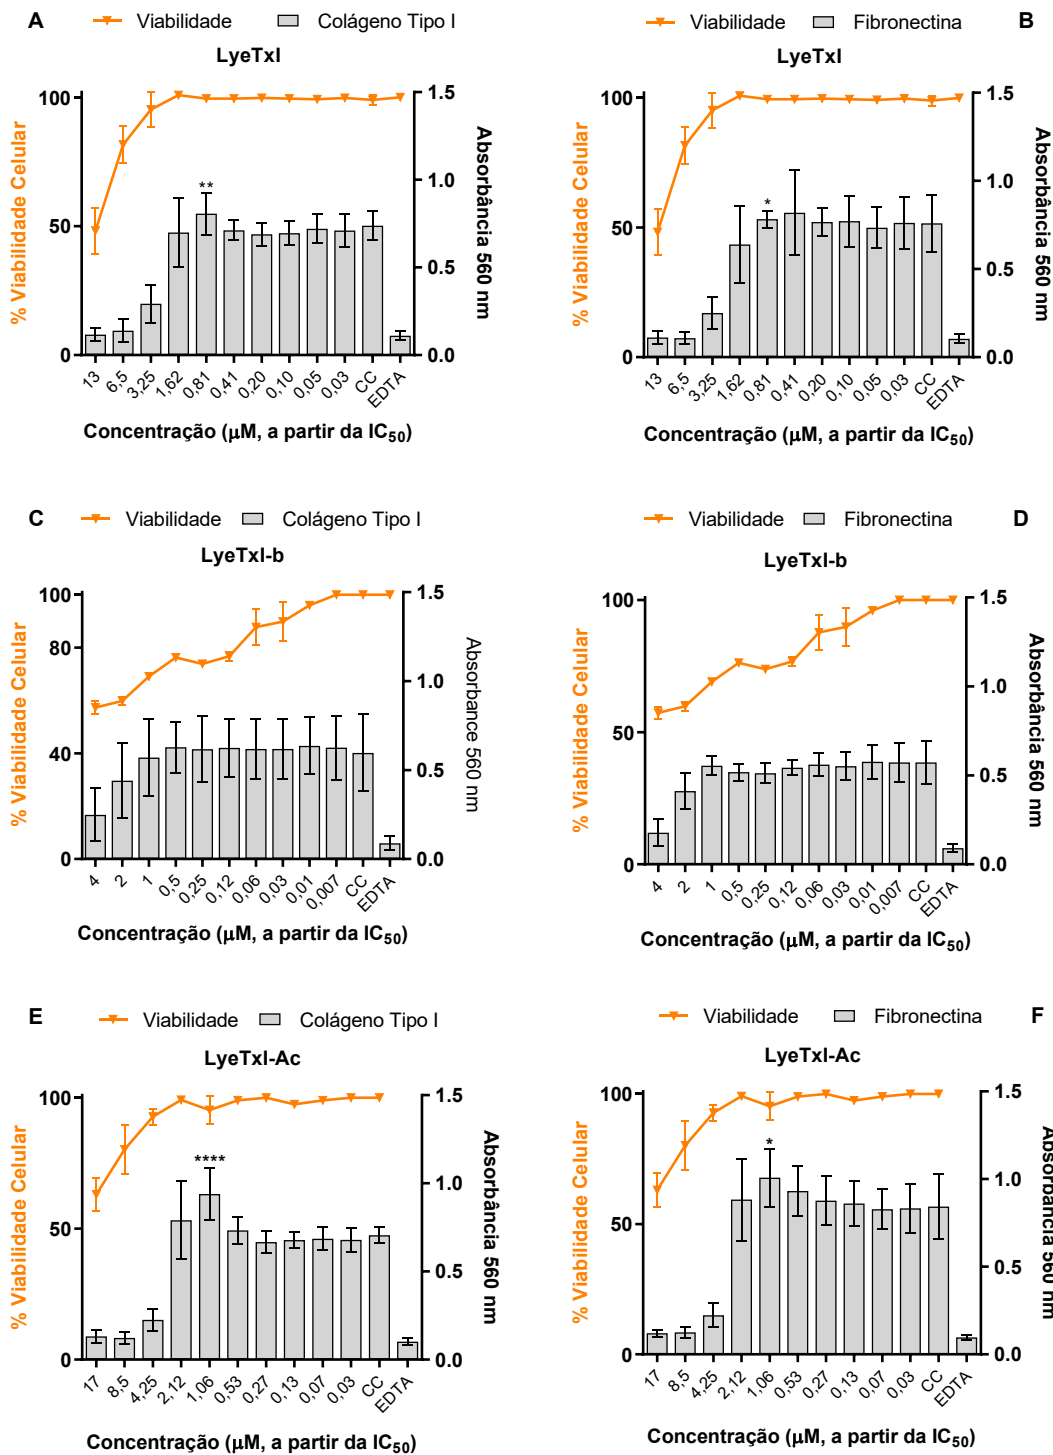 A
Viabilidade
Colágeno Tipo I
LyeTxI
% Viabilidade Celular
100
50
0
1.5
1.0
0.5
0.0
Absorbância 560 nm
**
13
6,5
3,25
1,62
0,81
0,41
0,20
0,10
0,05
0,03
CC
EDTA
Concentração (μM, a partir da IC50)
B
Viabilidade
Fibronectina
LyeTxI
% Viabilidade Celular
100
50
0
1.5
1.0
0.5
0.0
Absorbância 560 nm
*
13
6,5
3,25
1,62
0,81
0,41
0,20
0,10
0,05
0,03
CC
EDTA
Concentração (μM, a partir da IC50)
C
Viabilidade
Colágeno Tipo I
LyeTxI-b
% Viabilidade Celular
100
80
60
40
20
0
1.5
1.0
0.5
0.0
Absorbance 560 nm
4
2
1
0,5
0,25
0,12
0,06
0,03
0,01
0,007
CC
EDTA
Concentração (μM, a partir da IC50)
D
Viabilidade
Fibronectina
LyeTxI-b
% Viabilidade Celular
100
50
0
1.5
1.0
0.5
0.0
Absorbância 560 nm
4
2
1
0,5
0,25
0,12
0,06
0,03
0,01
0,007
CC
EDTA
Concentração (μM, a partir da IC50)
E
Viabilidade
Colágeno Tipo I
LyeTxI-Ac
% Viabilidade Celular
100
50
0
1.5
1.0
0.5
0.0
Absorbância 560 nm
****
17
8,5
4,25
2,12
1,06
0,53
0,27
0,13
0,07
0,03
CC
EDTA
Concentração (μM, a partir da IC50)
F
Viabilidade
Fibronectina
LyeTxI-Ac
% Viabilidade Celular
100
50
0
1.5
1.0
0.5
0.0
Absorbância 560 nm
*
17
8,5
4,25
2,12
1,06
0,53
0,27
0,13
0,07
0,03
CC
EDTA
Concentração (μM, a partir da IC50)